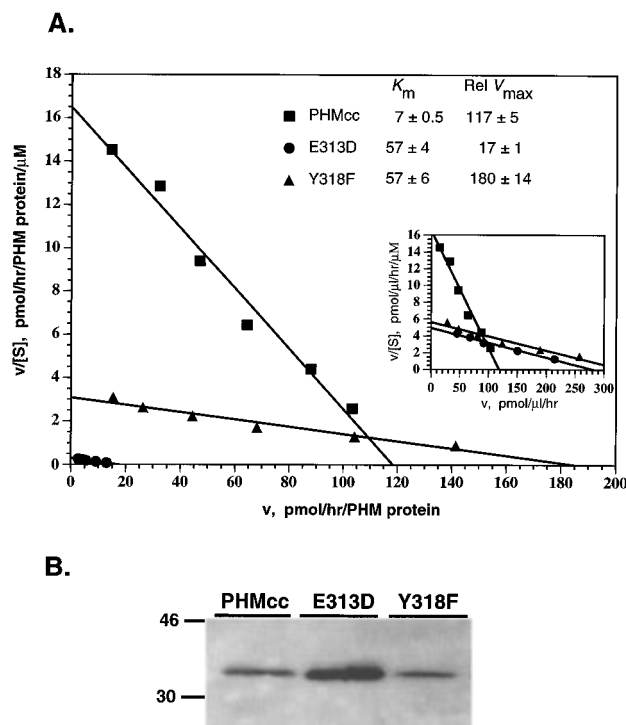 A.
v/[S], pmol/hr/PHM protein/μM
18
16
14
12
10
8
6
4
2
0
0 20 40 60 80 100 120 140 160 180 200
v, pmol/hr/PHM protein
Km Rel Vmax
PHMcc 7 ± 0.5 117 ± 5
E313D 57 ± 4 17 ± 1
Y318F 57 ± 6 180 ± 14
v/[S], pmol/μl/hr/μM
16
14
12
10
8
6
4
2
0
0 50 100 150 200 250 300
v, pmol/μl/hr
B.
PHMcc E313D Y318F
46
30